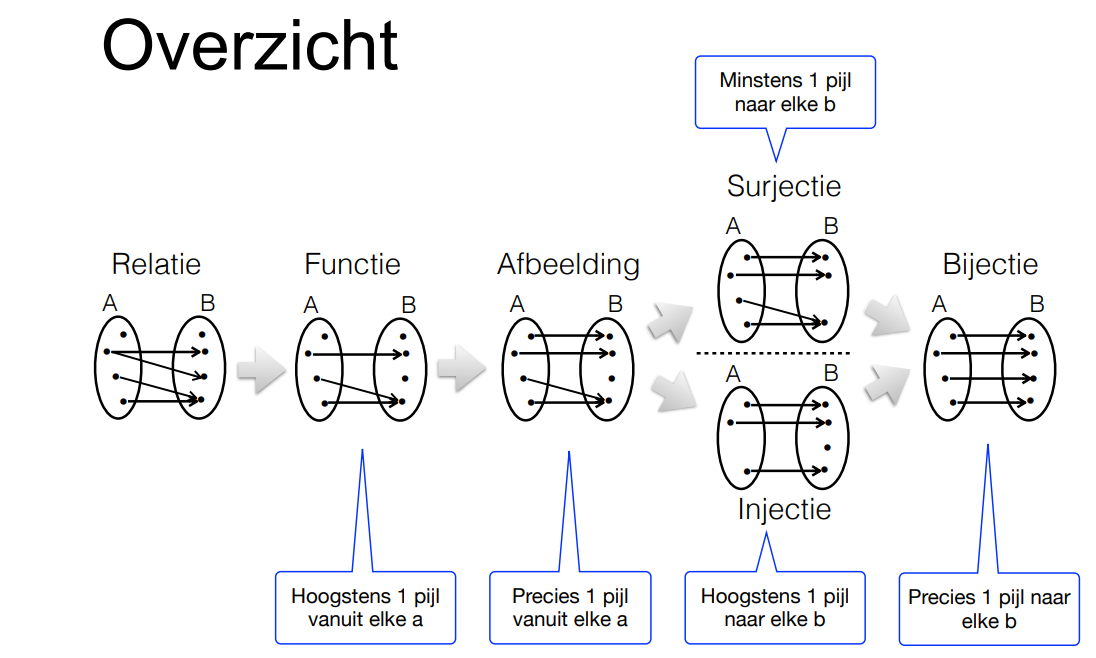 Overzicht
Minstens 1 pijl
naar elke b
Surjectie
A B
Relatie
A B
Functie
A B
Afbeelding
A B
Bijectie
A B
A B
Injectie
Hoogstens 1 pijl
vanuit elke a
Precies 1 pijl
vanuit elke a
Hoogstens 1 pijl
naar elke b
Precies 1 pijl naar
elke b